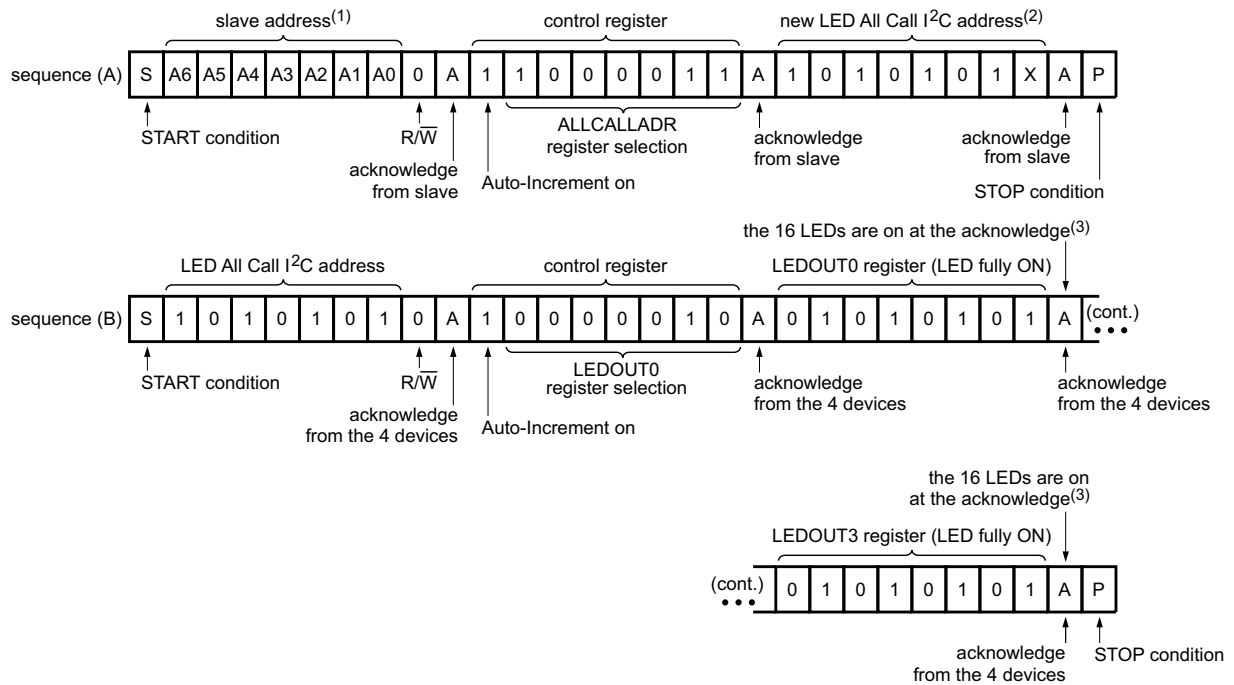 slave address(1) control register new LED All Call I2C address(2)
sequence (A) S A6 A5 A4 A3 A2 A1 A0 0 A 1 1 0 0 0 0 1 1 A 1 0 1 0 1 0 1 X A P
START condition R/W ALLCALLADR acknowledge acknowledge
register selection from slave from slave
acknowledge
from slave Auto-Increment on STOP condition
the 16 LEDs are on at the acknowledge(3)
LED All Call I2C address control register LEDOUT0 register (LED fully ON)
sequence (B) S 1 0 1 0 1 0 1 0 A 1 0 0 0 0 0 1 0 A 0 1 0 1 0 1 0 1 A (cont.)
START condition R/W LEDOUT0 acknowledge acknowledge
register selection from the 4 devices from the 4 devices
acknowledge
from the 4 devices Auto-Increment on
the 16 LEDs are on
at the acknowledge(3)
LEDOUT3 register (LED fully ON)
(cont.) 0 1 0 1 0 1 0 1 A P
acknowledge STOP condition
from the 4 devices